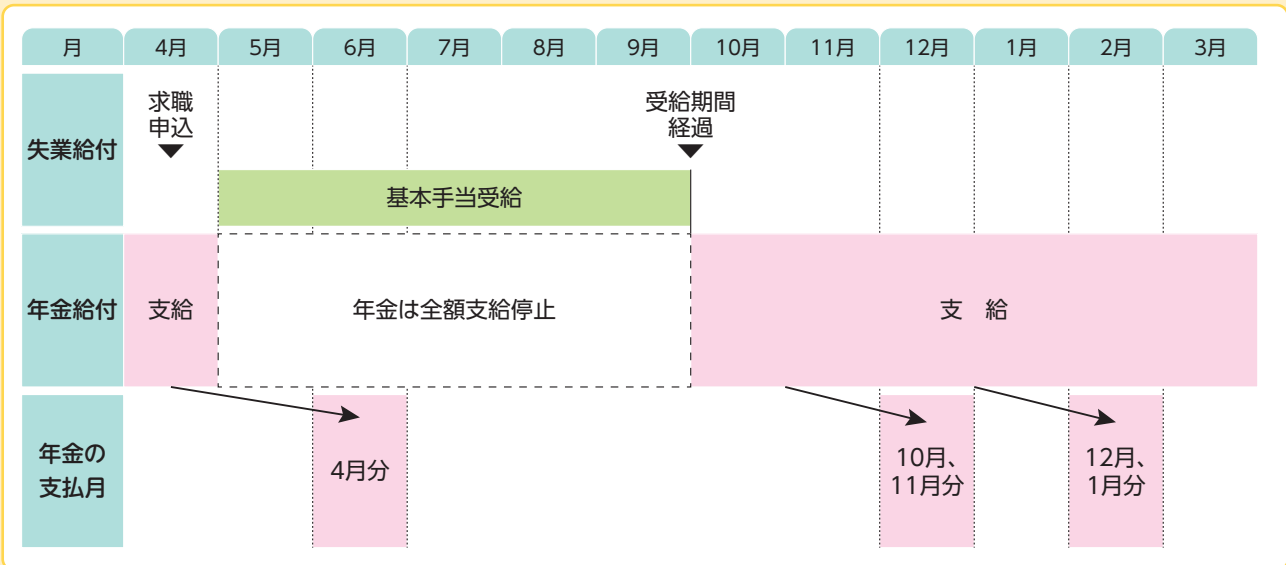 月 4月 5月 6月 7月 8月 9月 10月 11月 12月 1月 2月 3月
失業給付
求職
申込
受給期間
経過
基本手当受給
年金給付
支給
年金は全額支給停止
支 給
年金の
支払月
4月分
10月、
11月分
12月、
1月分